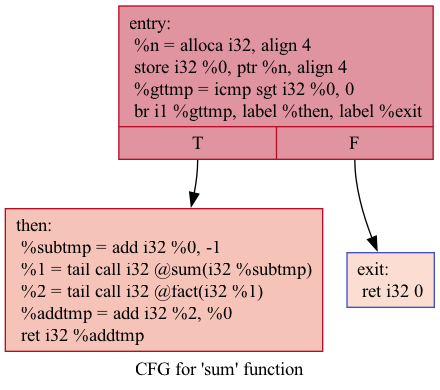 entry:
%n = alloca i32, align 4
store i32 %0, ptr %n, align 4
%gttmp = icmp sgt i32 %0, 0
br i1 %gttmp, label %then, label %exit
T
F
then:
%subtmp = add i32 %0, -1
%1 = tail call i32 @sum(i32 %subtmp)
%2 = tail call i32 @fact(i32 %1)
%addtmp = add i32 %2, %0
ret i32 %addtmp
exit:
ret i32 0
CFG for 'sum' function